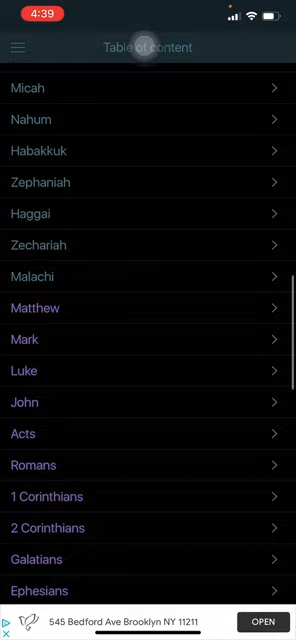 4:39
Table of content
Micah
Nahum
Habakkuk
Zephaniah
Haggai
Zechariah
Malachi
Matthew
Mark
Luke
John
Acts
Romans
1 Corinthians
2 Corinthians
Galatians
Ephesians
545 Bedford Ave Brooklyn NY 11211
OPEN